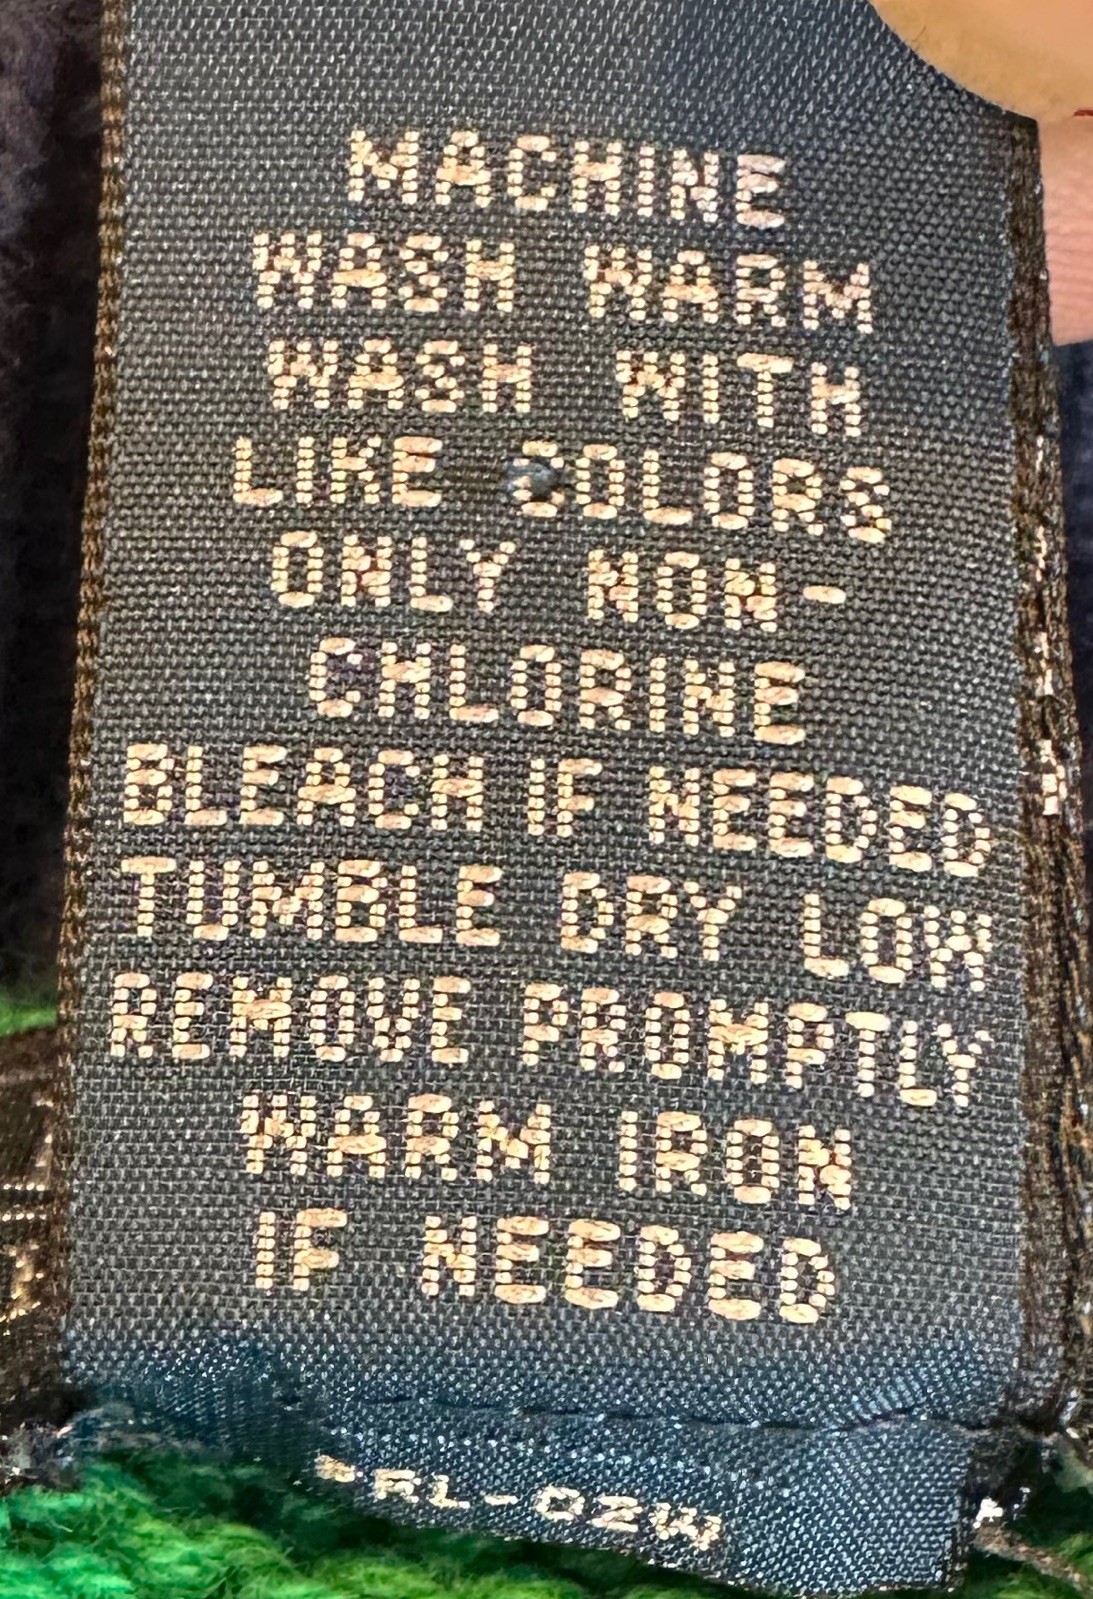 MACHINE
WASH WARM
WASH WITH
LIKE COLORS
ONLY NON-
CHLORINE
BLEACH IF NEEDED
TUMBLE DRY LOW
REMOVE PROMPTLY
WARM IRON
IF NEEDED
*RL-02W